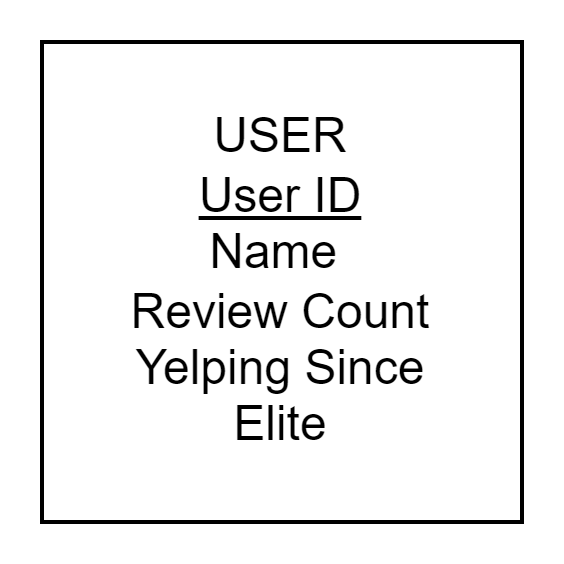 USER
User ID
Name
Review Count
Yelping Since
Elite